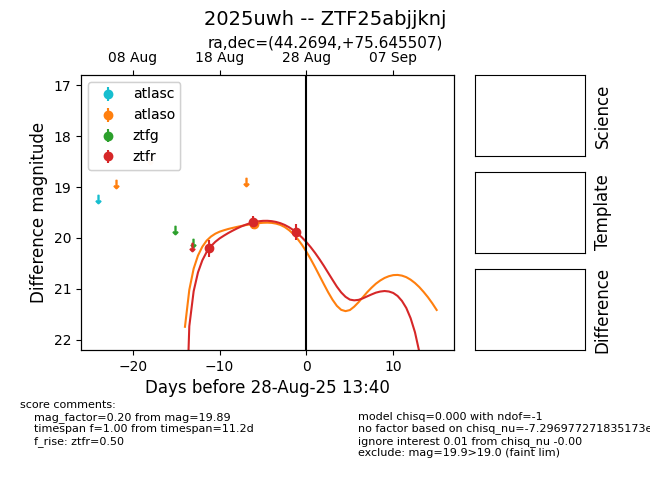 2025uwh -- ZTF25abjjknj
ra,dec=(44.2694,+75.645507)
08 Aug 18 Aug 28 Aug 07 Sep
17
18
19
20
21
22
Difference magnitude
atlasc
atlaso
ztfg
ztfr
−20 −10 0 10
Days before 28-Aug-25 13:40
Science
Template
Difference
score comments:
mag_factor=0.20 from mag=19.89
timespan f=1.00 from timespan=11.2d
f_rise: ztfr=0.50
model chisq=0.000 with ndof=-1
no factor based on chisq_nu=-7.296977271835173e
ignore interest 0.01 from chisq_nu -0.00
exclude: mag=19.9>19.0 (faint lim)